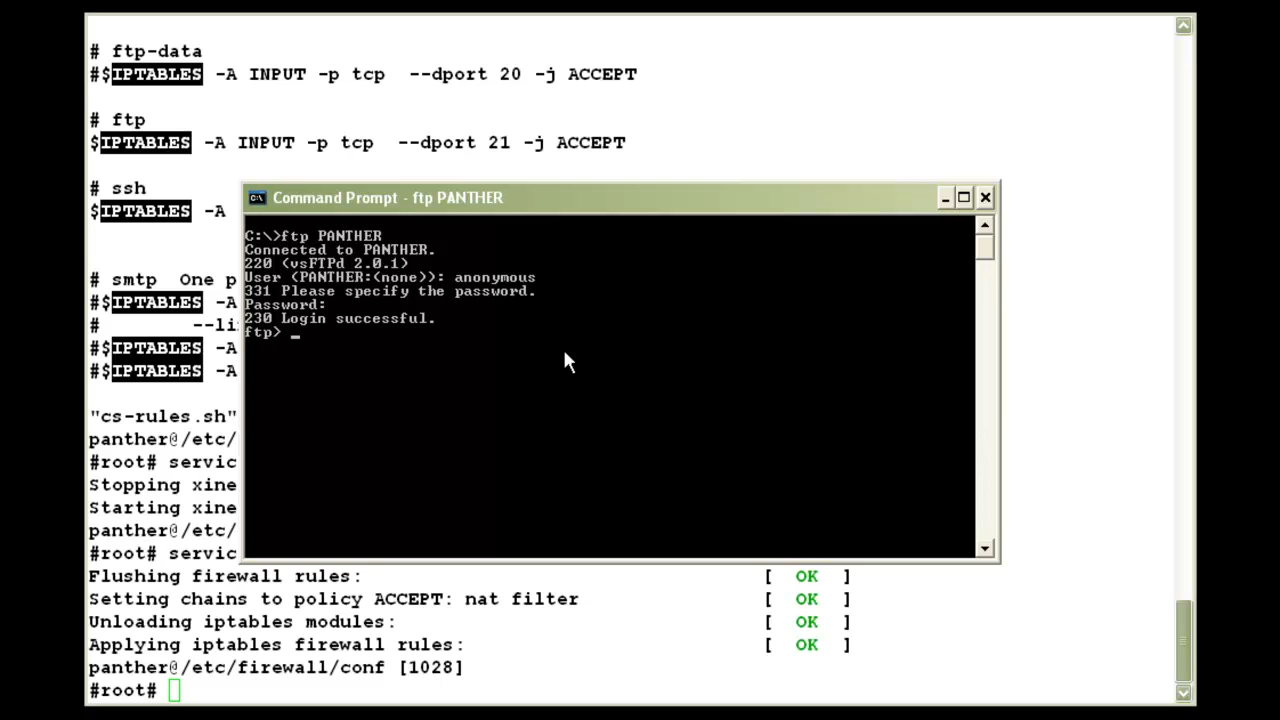 # ftp-data
#$IPTABLES -A INPUT -p tcp --dport 20 -j ACCEPT
# ftp
$IPTABLES -A INPUT -p tcp --dport 21 -j ACCEPT
# ssh
$IPTABLES -A
# smtp One p
#$IPTABLES -A
# --li
#$IPTABLES -A
#$IPTABLES -A
"cs-rules.sh"
panther@/etc/
#root# servic
Stopping xine
Starting xine
panther@/etc/
#root# servic
Flushing firewall rules: [ OK ]
Setting chains to policy ACCEPT: nat filter [ OK ]
Unloading iptables modules: [ OK ]
Applying iptables firewall rules: [ OK ]
panther@/etc/firewall/conf [1028]
#root#
Command Prompt - ftp PANTHER
C:\>ftp PANTHER
Connected to PANTHER.
220 (vsFTPd 2.0.1)
User (PANTHER:(none)): anonymous
331 Please specify the password.
Password:
230 Login successful.
ftp> _